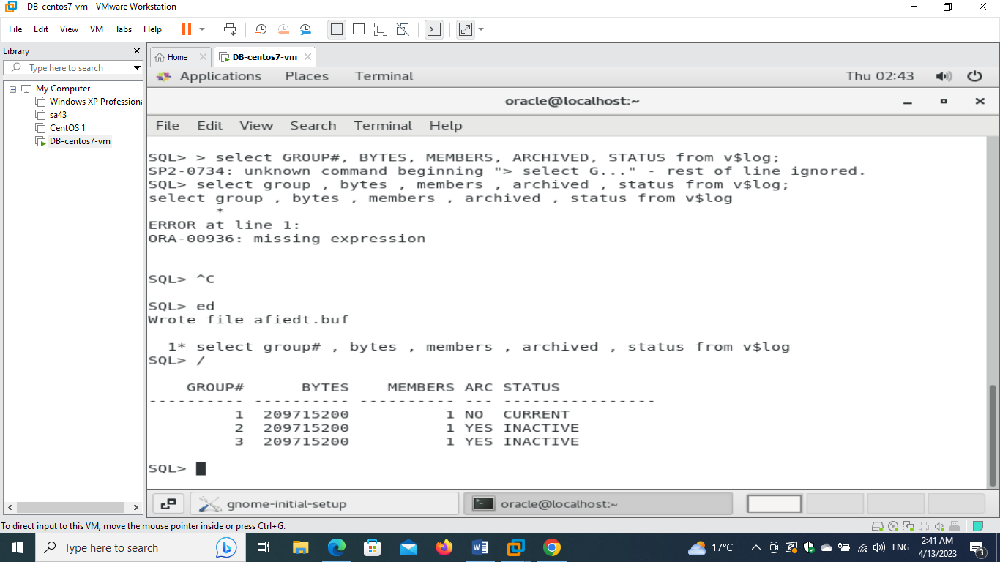 DB-centos7-vm - VMware Workstation
File Edit View VM Tabs Help
Library
Type here to search
My Computer
Windows XP Professiona
sa43
CentOS 1
DB-centos7-vm
Home DB-centos7-vm
Applications Places Terminal Thu 02:43
oracle@localhost:~
File Edit View Search Terminal Help
SQL> > select GROUP#, BYTES, MEMBERS, ARCHIVED, STATUS from v$log;
SP2-0734: unknown command beginning "> select G..." - rest of line ignored.
SQL> select group , bytes , members , archived , status from v$log;
select group , bytes , members , archived , status from v$log
*
ERROR at line 1:
ORA-00936: missing expression
SQL> ^C
SQL> ed
Wrote file afiedt.buf
1* select group# , bytes , members , archived , status from v$log
SQL> /
GROUP# BYTES MEMBERS ARC STATUS
---------- ---------- ---------- --- ----------------
1 209715200 1 NO CURRENT
2 209715200 1 YES INACTIVE
3 209715200 1 YES INACTIVE
SQL>
gnome-initial-setup oracle@localhost:~
To direct input to this VM, move the mouse pointer inside or press Ctrl+G.
Type here to search 17°C ENG 2:41 AM
4/13/2023 3